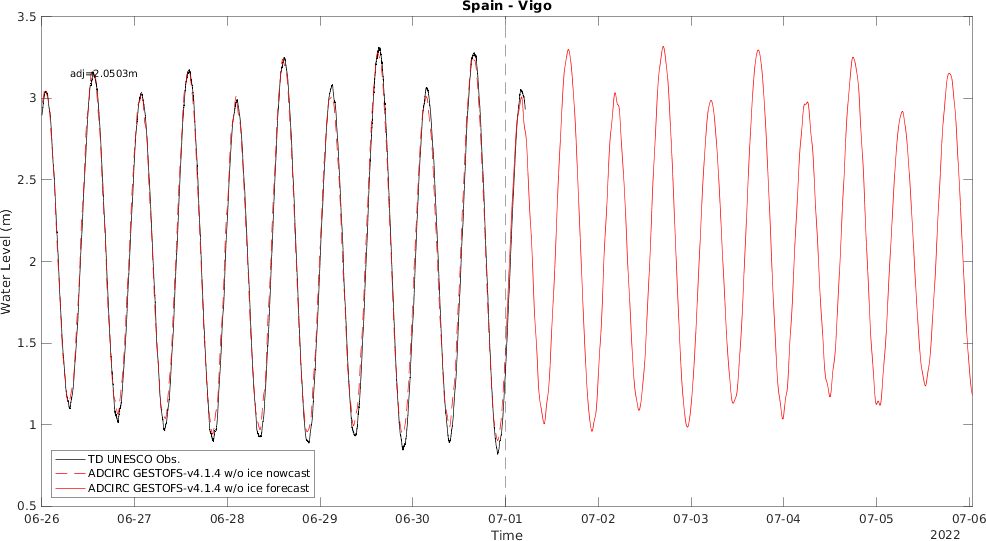 Spain - Vigo
3.5
adj=2.0503m
3
2.5
Water Level (m)
2
1.5
1
TD UNESCO Obs.
ADCIRC GESTOFS-v4.1.4 w/o ice nowcast
ADCIRC GESTOFS-v4.1.4 w/o ice forecast
0.5
06-26 06-27 06-28 06-29 06-30 07-01 07-02 07-03 07-04 07-05 07-06
Time
2022